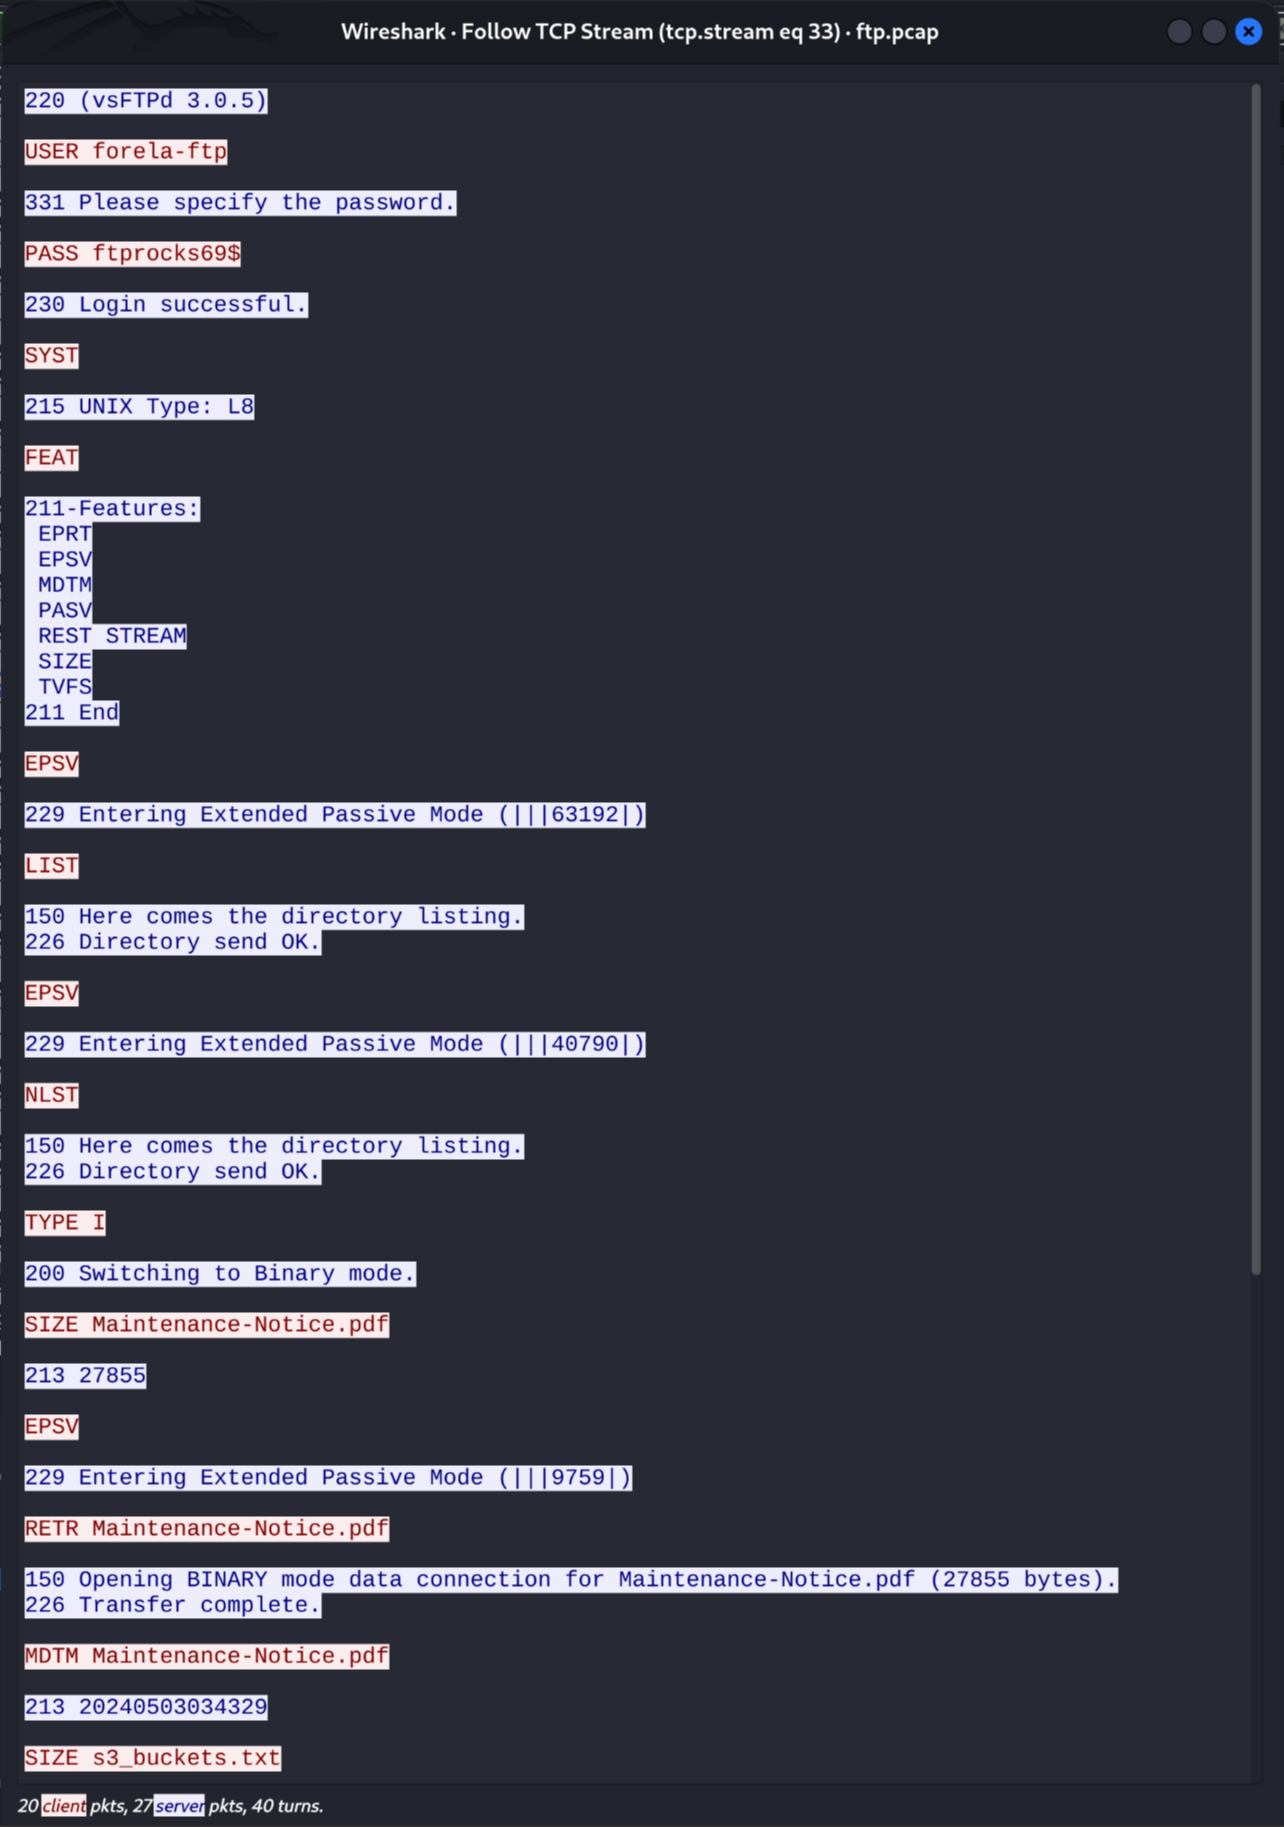 Wireshark · Follow TCP Stream (tcp.stream eq 33) · ftp.pcap
220 (vsFTPd 3.0.5)
USER forela-ftp
331 Please specify the password.
PASS ftprocks69$
230 Login successful.
SYST
215 UNIX Type: L8
FEAT
211-Features:
 EPRT
 EPSV
 MDTM
 PASV
 REST STREAM
 SIZE
 TVFS
211 End
EPSV
229 Entering Extended Passive Mode (|||63192|)
LIST
150 Here comes the directory listing.
226 Directory send OK.
EPSV
229 Entering Extended Passive Mode (|||40790|)
NLST
150 Here comes the directory listing.
226 Directory send OK.
TYPE I
200 Switching to Binary mode.
SIZE Maintenance-Notice.pdf
213 27855
EPSV
229 Entering Extended Passive Mode (|||9759|)
RETR Maintenance-Notice.pdf
150 Opening BINARY mode data connection for Maintenance-Notice.pdf (27855 bytes).
226 Transfer complete.
MDTM Maintenance-Notice.pdf
213 20240503034329
SIZE s3_buckets.txt
20 client pkts, 27 server pkts, 40 turns.